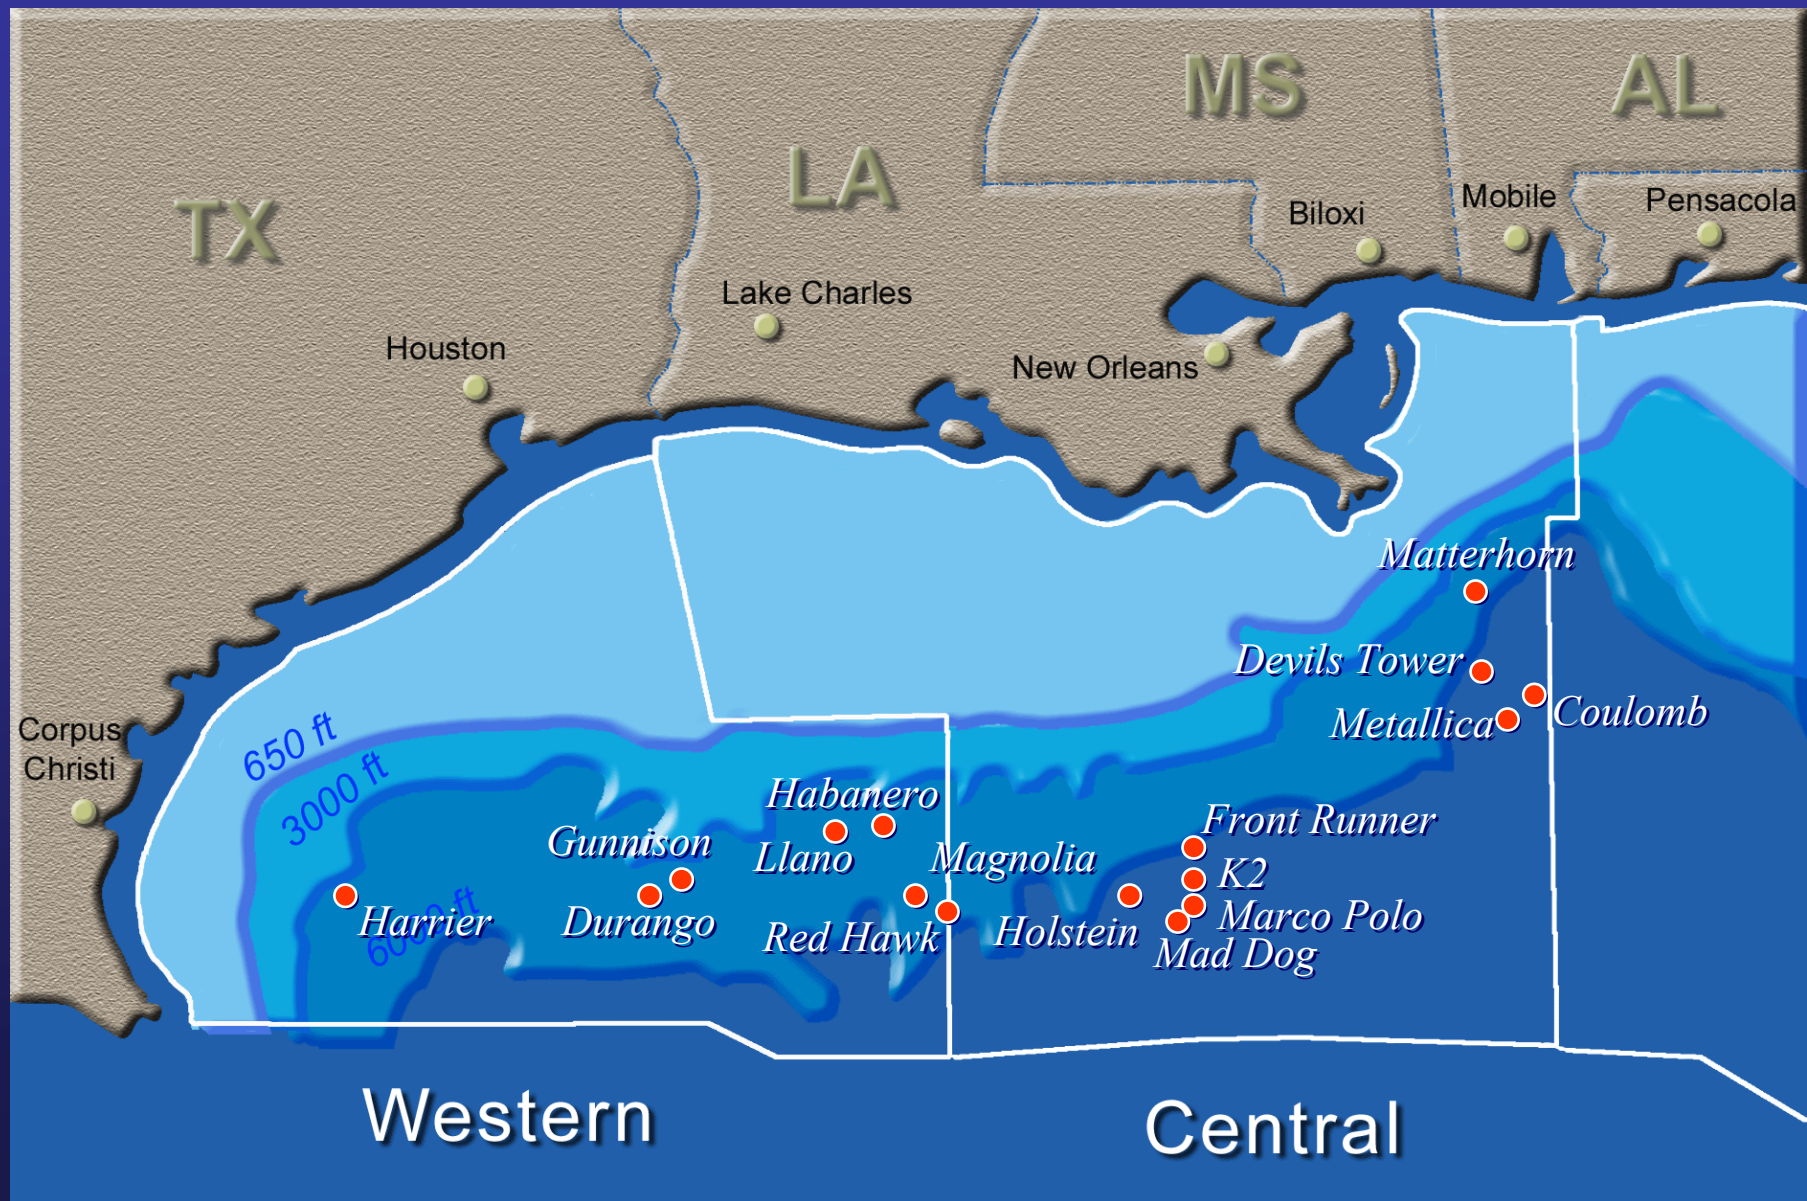 MS
AL
LA
TX
Mobile
Pensacola
Biloxi
Lake Charles
Houston
New Orleans
Matterhorn
Devils Tower
Coulomb
Metallica
Corpus
Christi
650 ft
3000 ft
6000 ft
Habanero
Front Runner
Gunnison
Llano
Magnolia
K2
Harrier
Durango
Red Hawk
Holstein
Marco Polo
Mad Dog
Western
Central